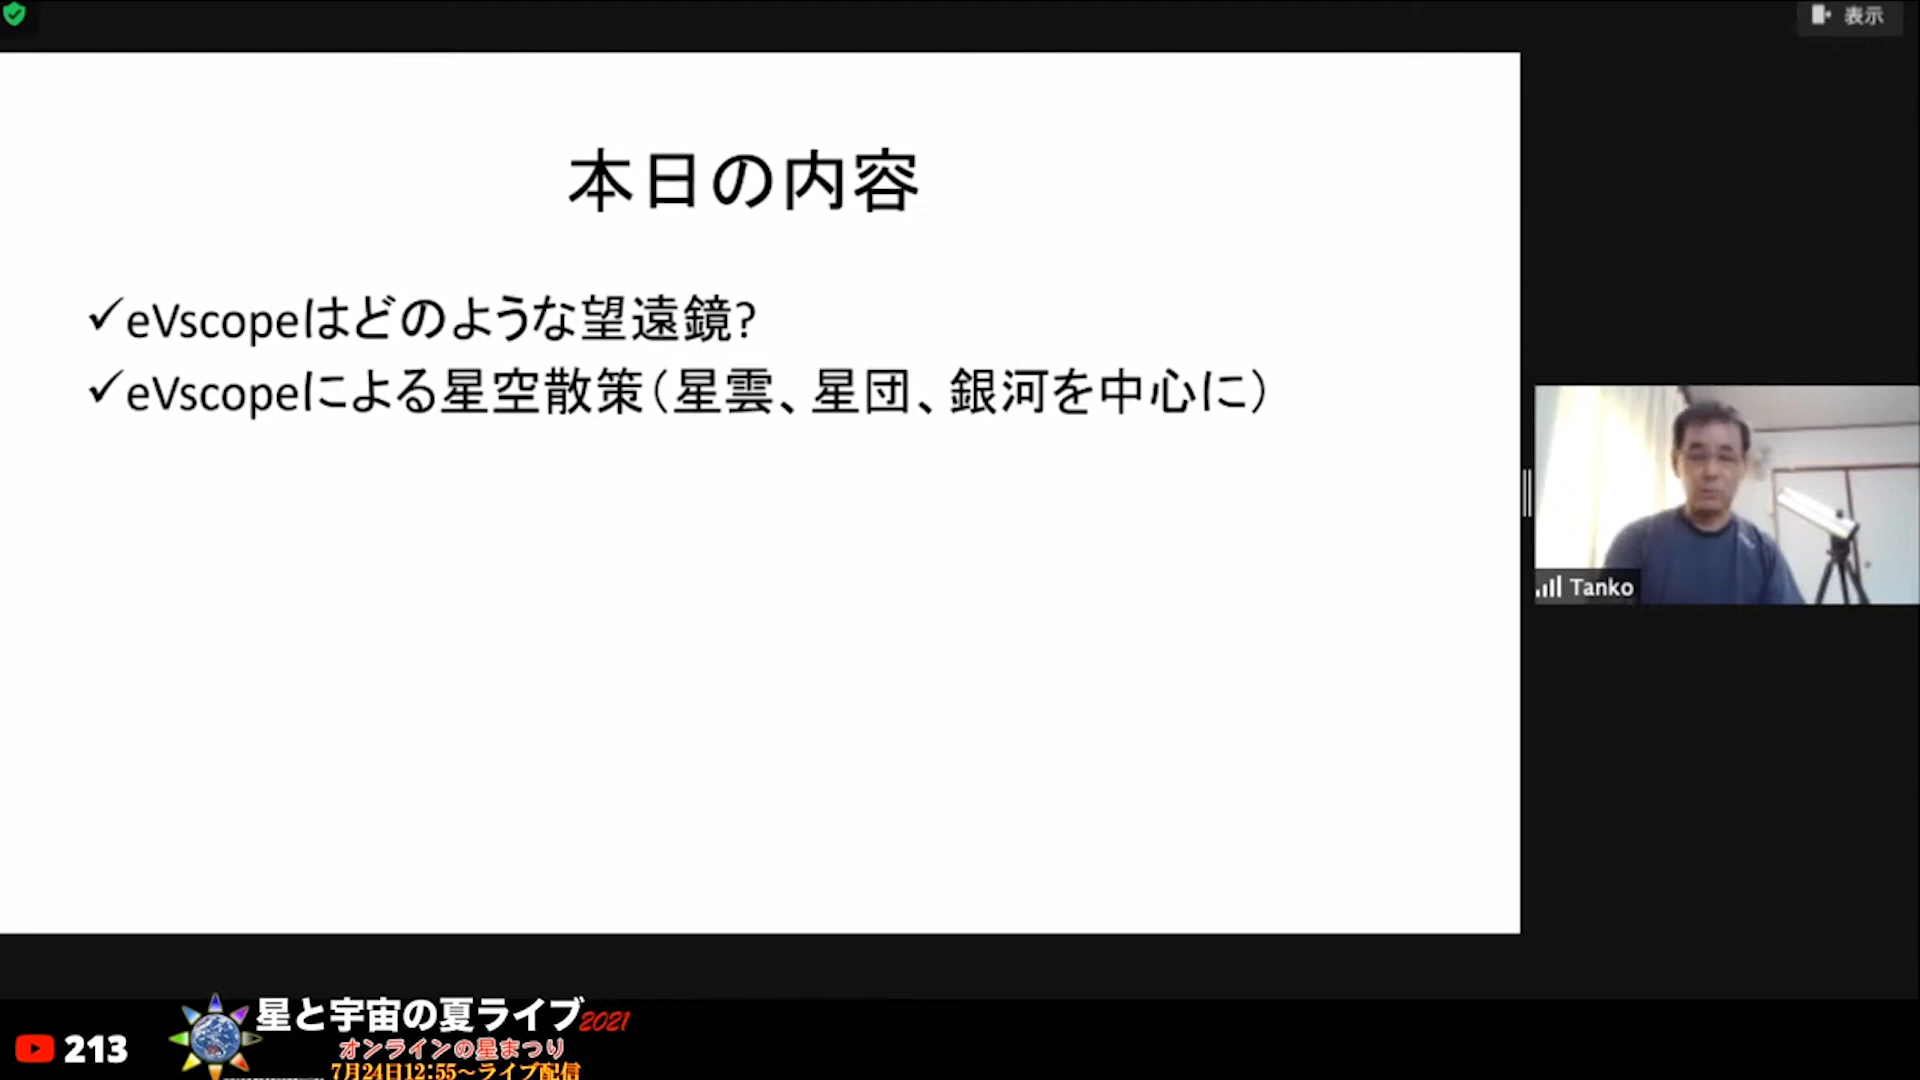 表示
本日の内容
✓eVscopeはどのような望遠鏡?
✓eVscopeによる星空散策(星雲、星団、銀河を中心に)
Tanko
213
星と宇宙の夏ライブ2021
オンラインの星まつり
7月24日12:55～ライブ配信